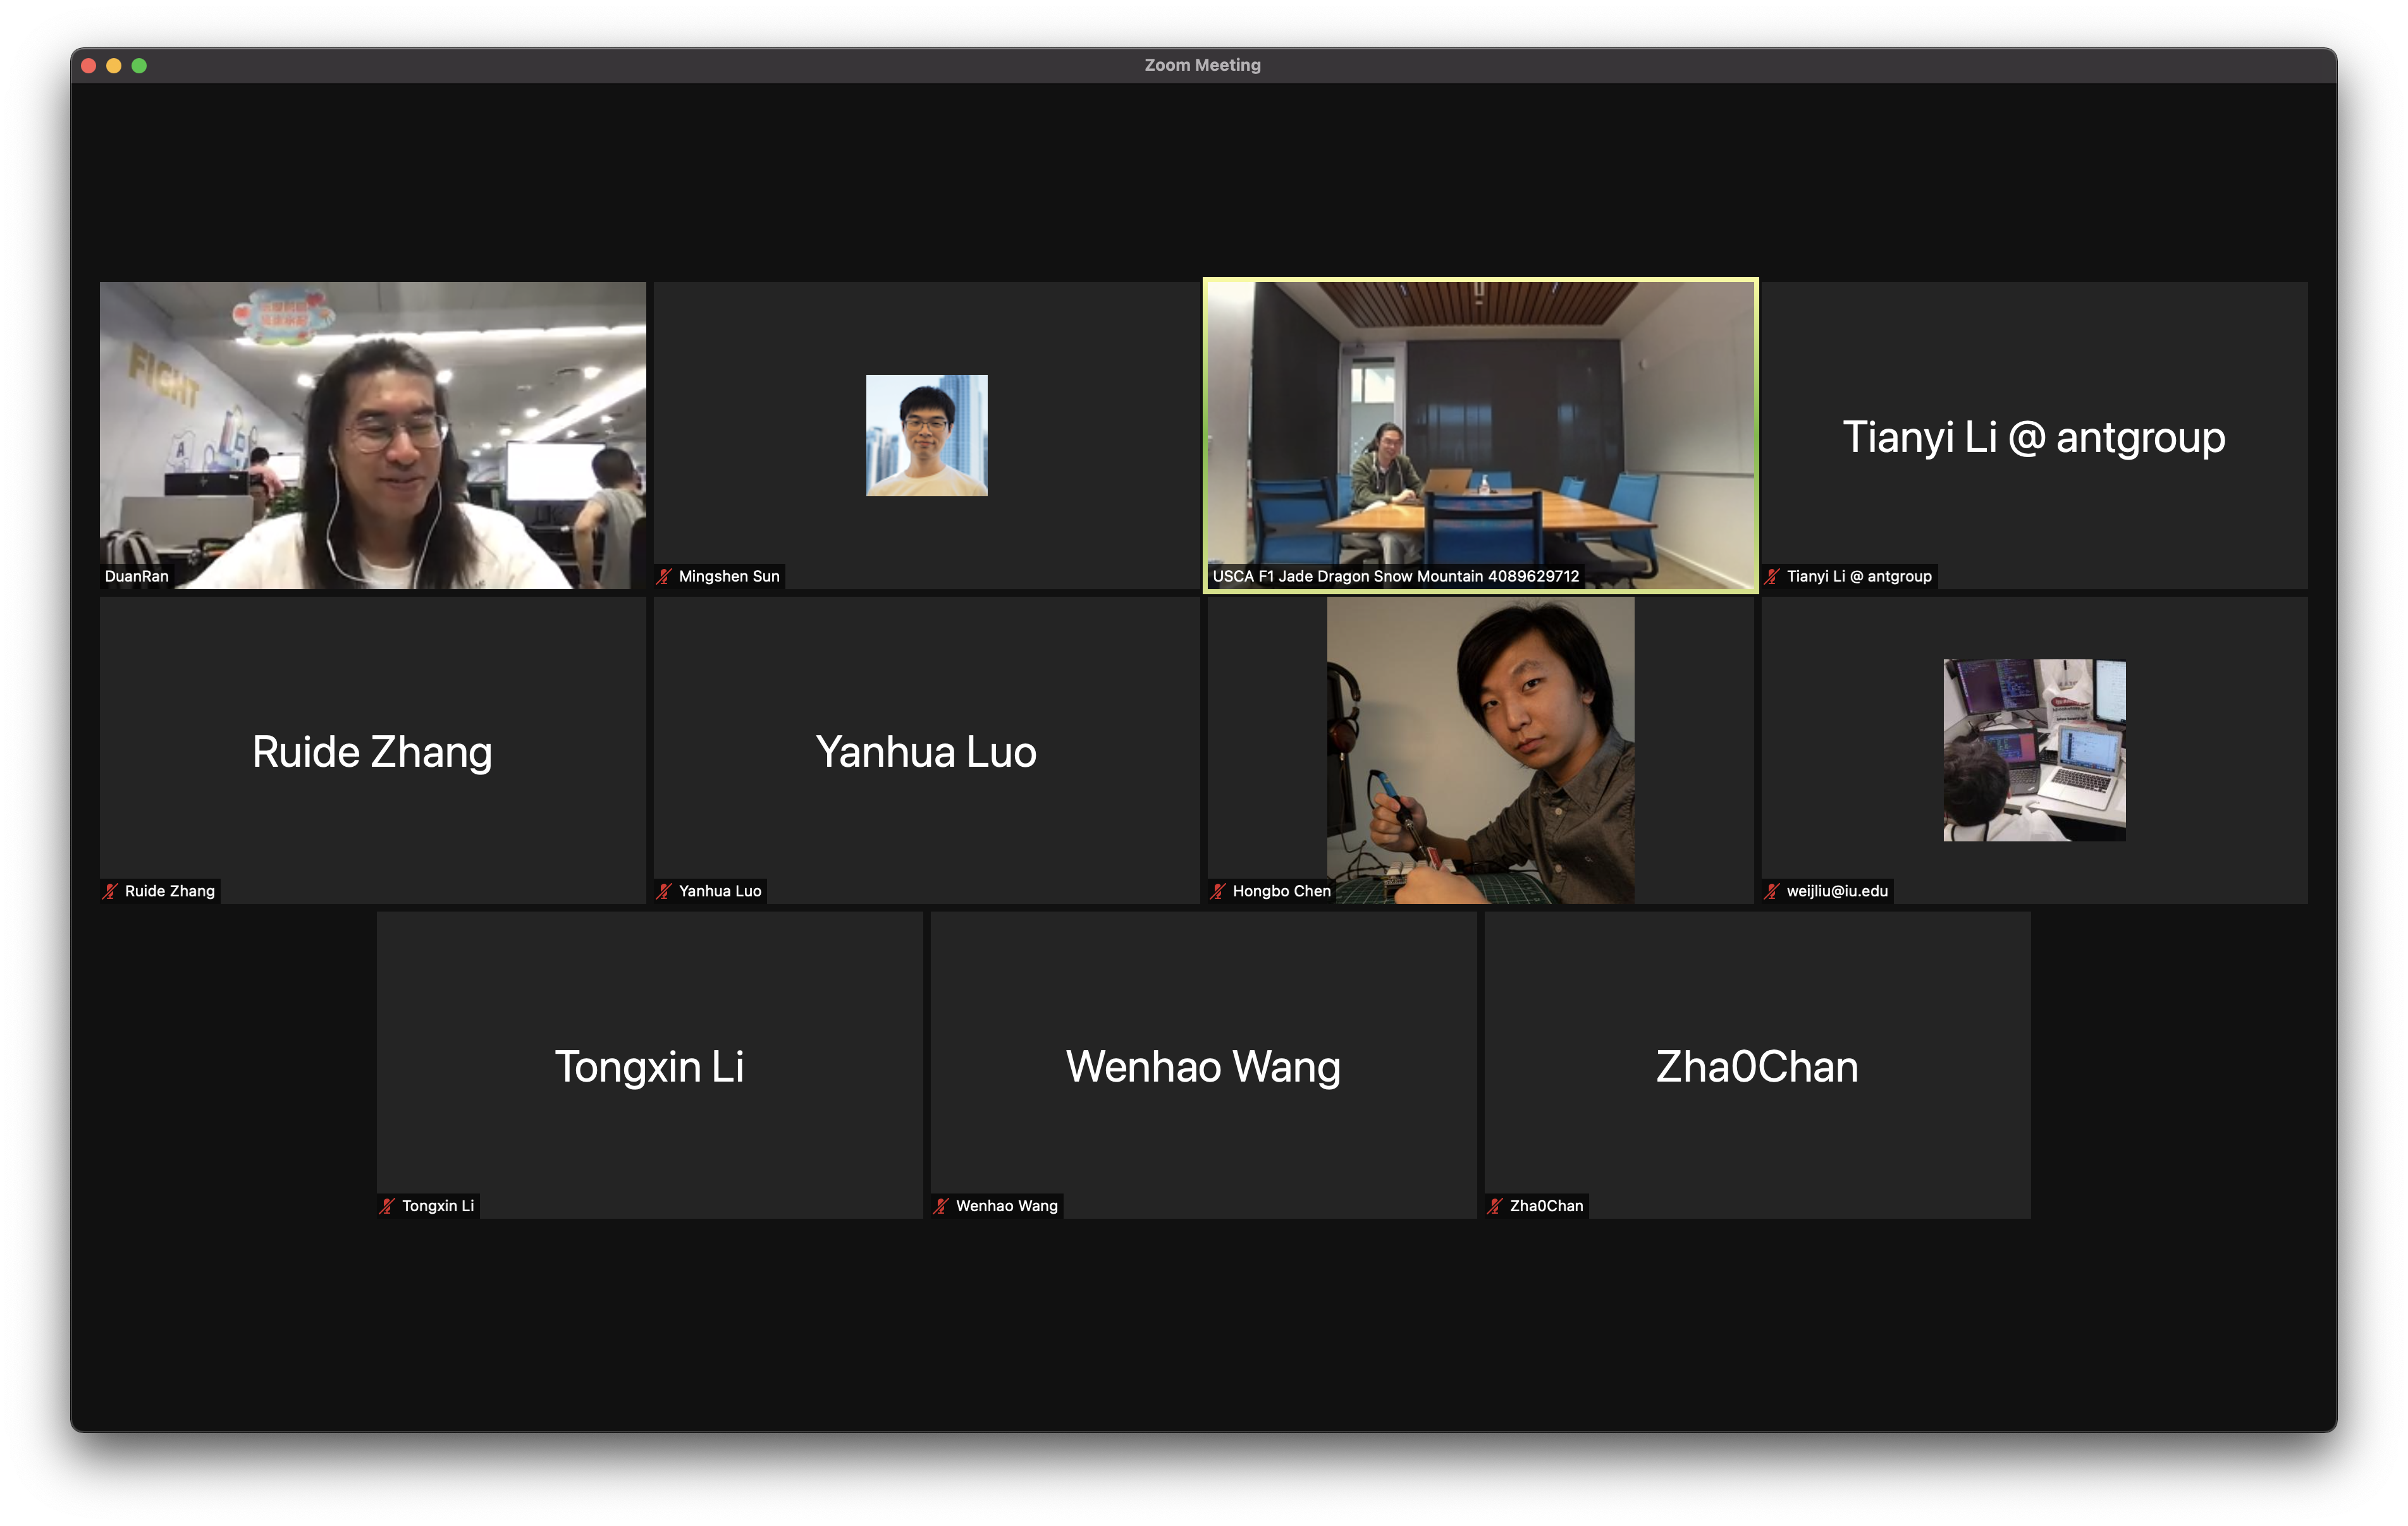 Zoom Meeting
FIGHT
A
DuanRan
Mingshen Sun
USCA F1 Jade Dragon Snow Mountain 4089629712
Tianyi Li @ antgroup
Tianyi Li @ antgroup
Ruide Zhang
Ruide Zhang
Yanhua Luo
Yanhua Luo
Hongbo Chen
weijliu@iu.edu
Tongxin Li
Tongxin Li
Wenhao Wang
Wenhao Wang
Zha0Chan
Zha0Chan